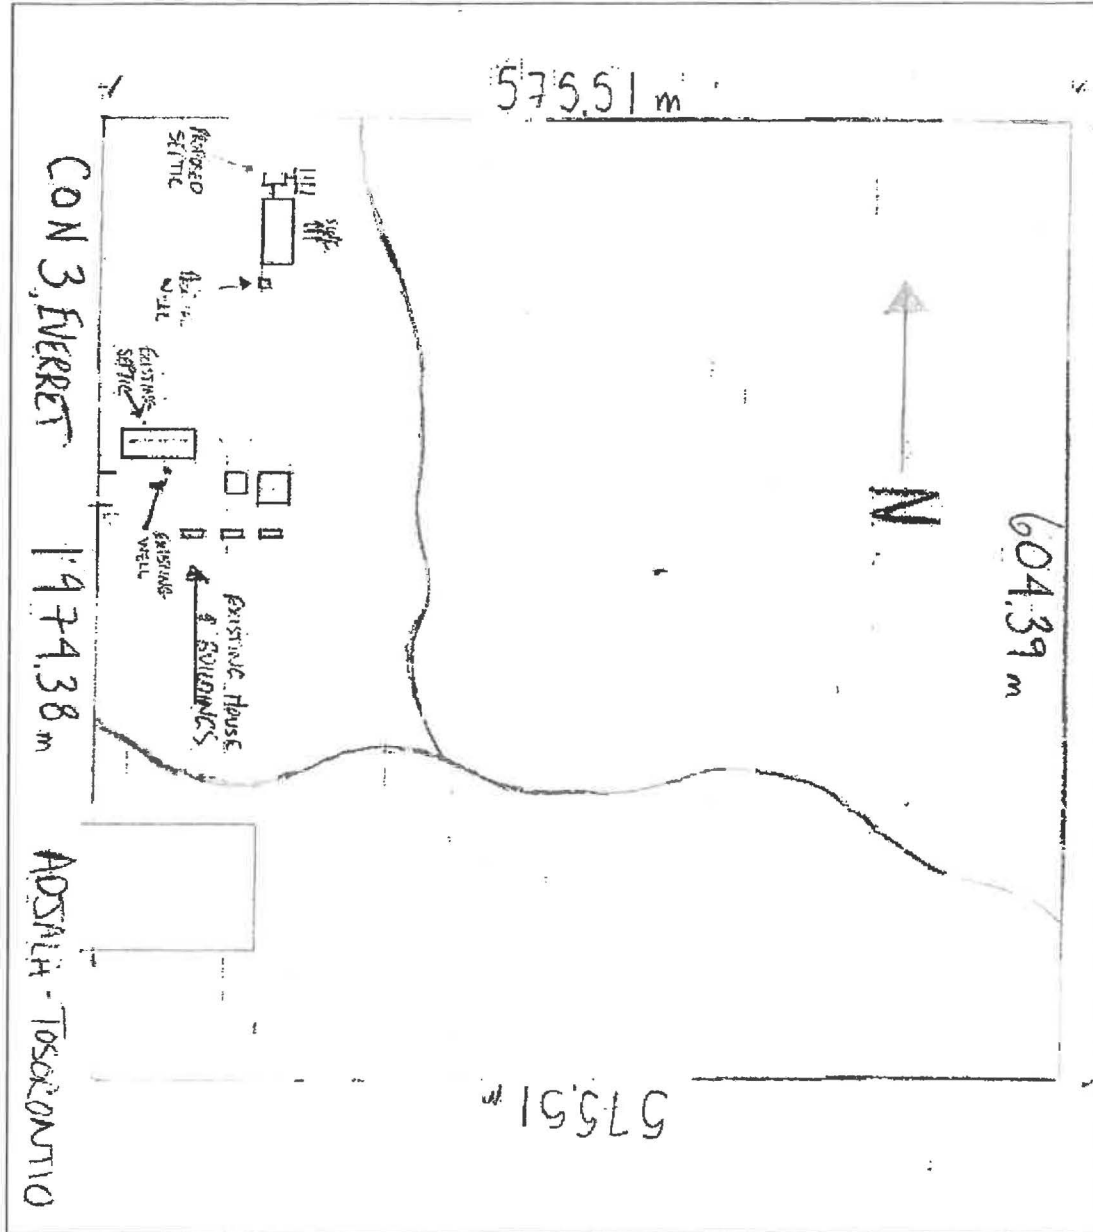 575.51 m
PROPOSED
SEPTIC
WELL
CON 3, EVERRET
EXISTING
SEPTIC
EXISTING
WELL
N
604.39 m
EXISTING HOUSE
& BUILDINGS
1974.38 m
ADJALA - TOSORONTIO
575.51 m